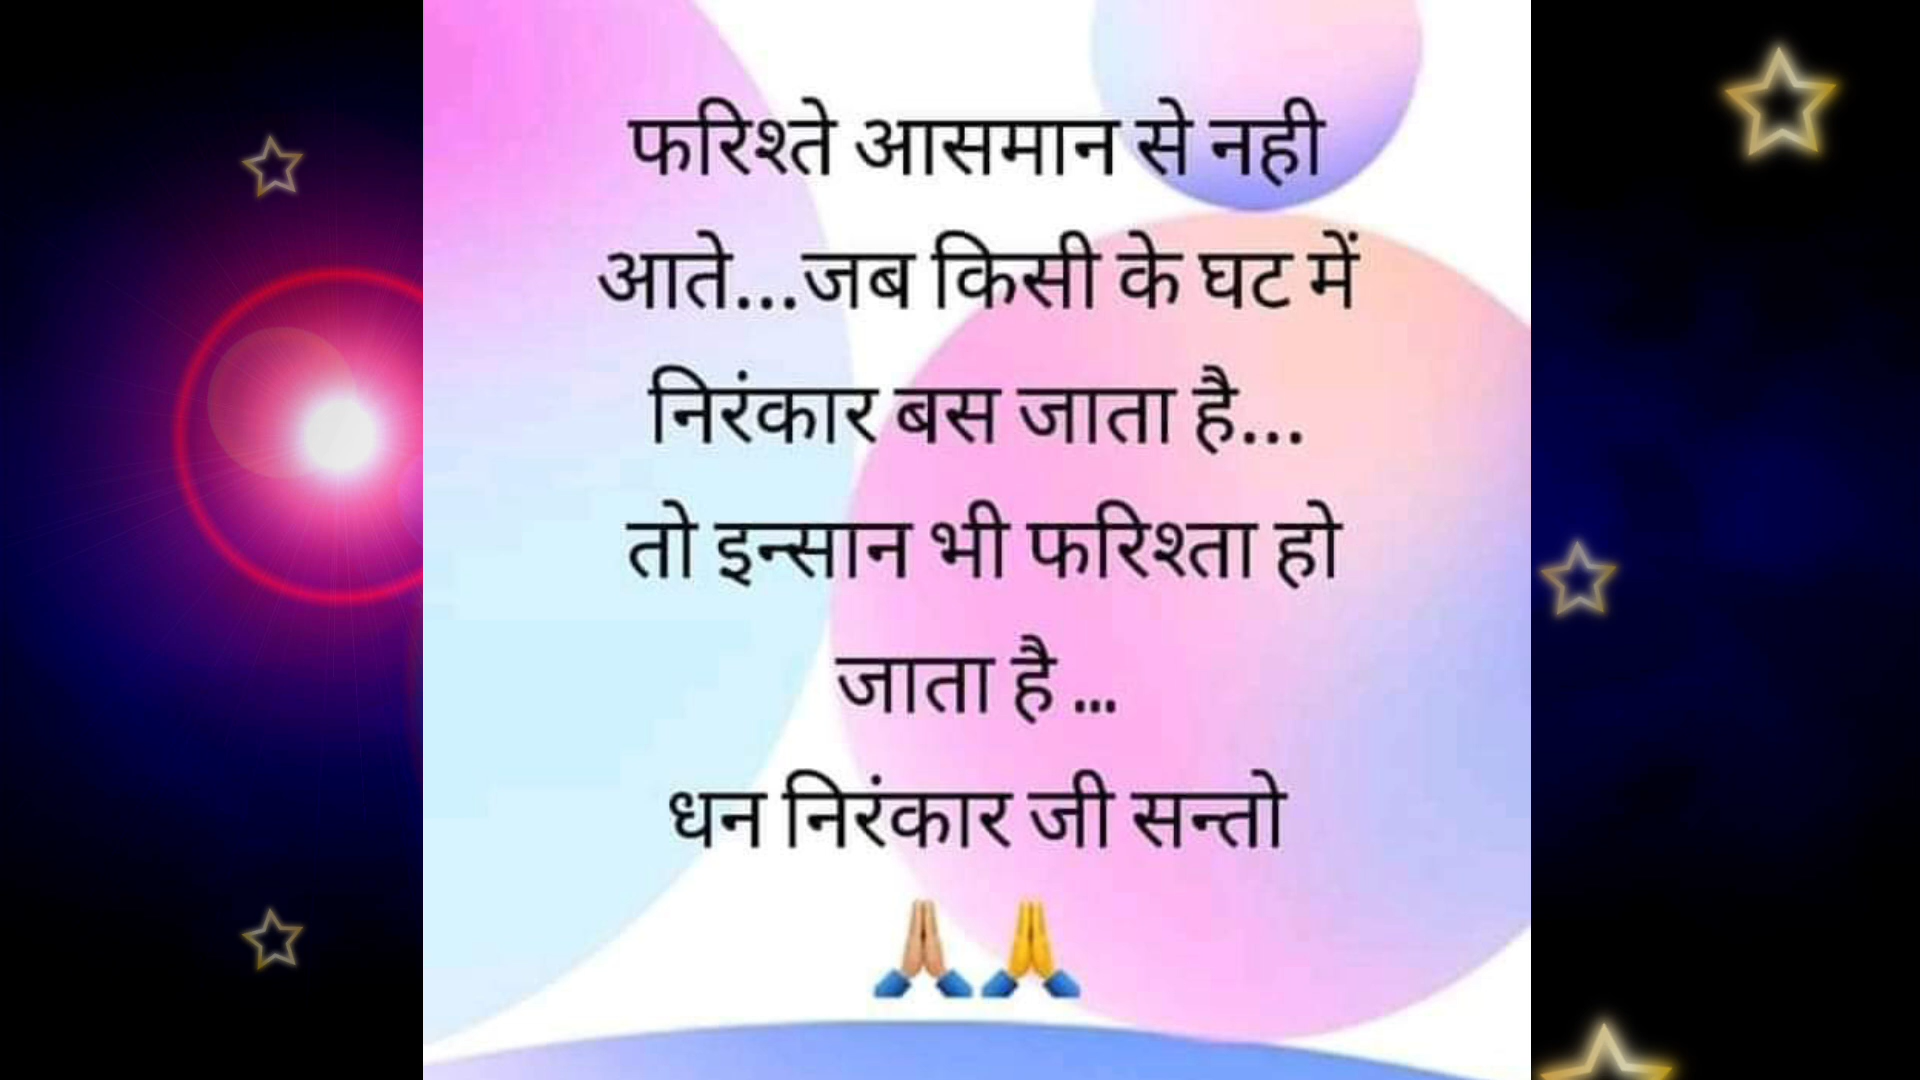 फरिश्ते आसमान से नही
आते...जब किसी के घट में
निरंकार बस जाता है...
तो इन्सान भी फरिश्ता हो
जाता है ...
धन निरंकार जी सन्तो
🙏🏼🙏